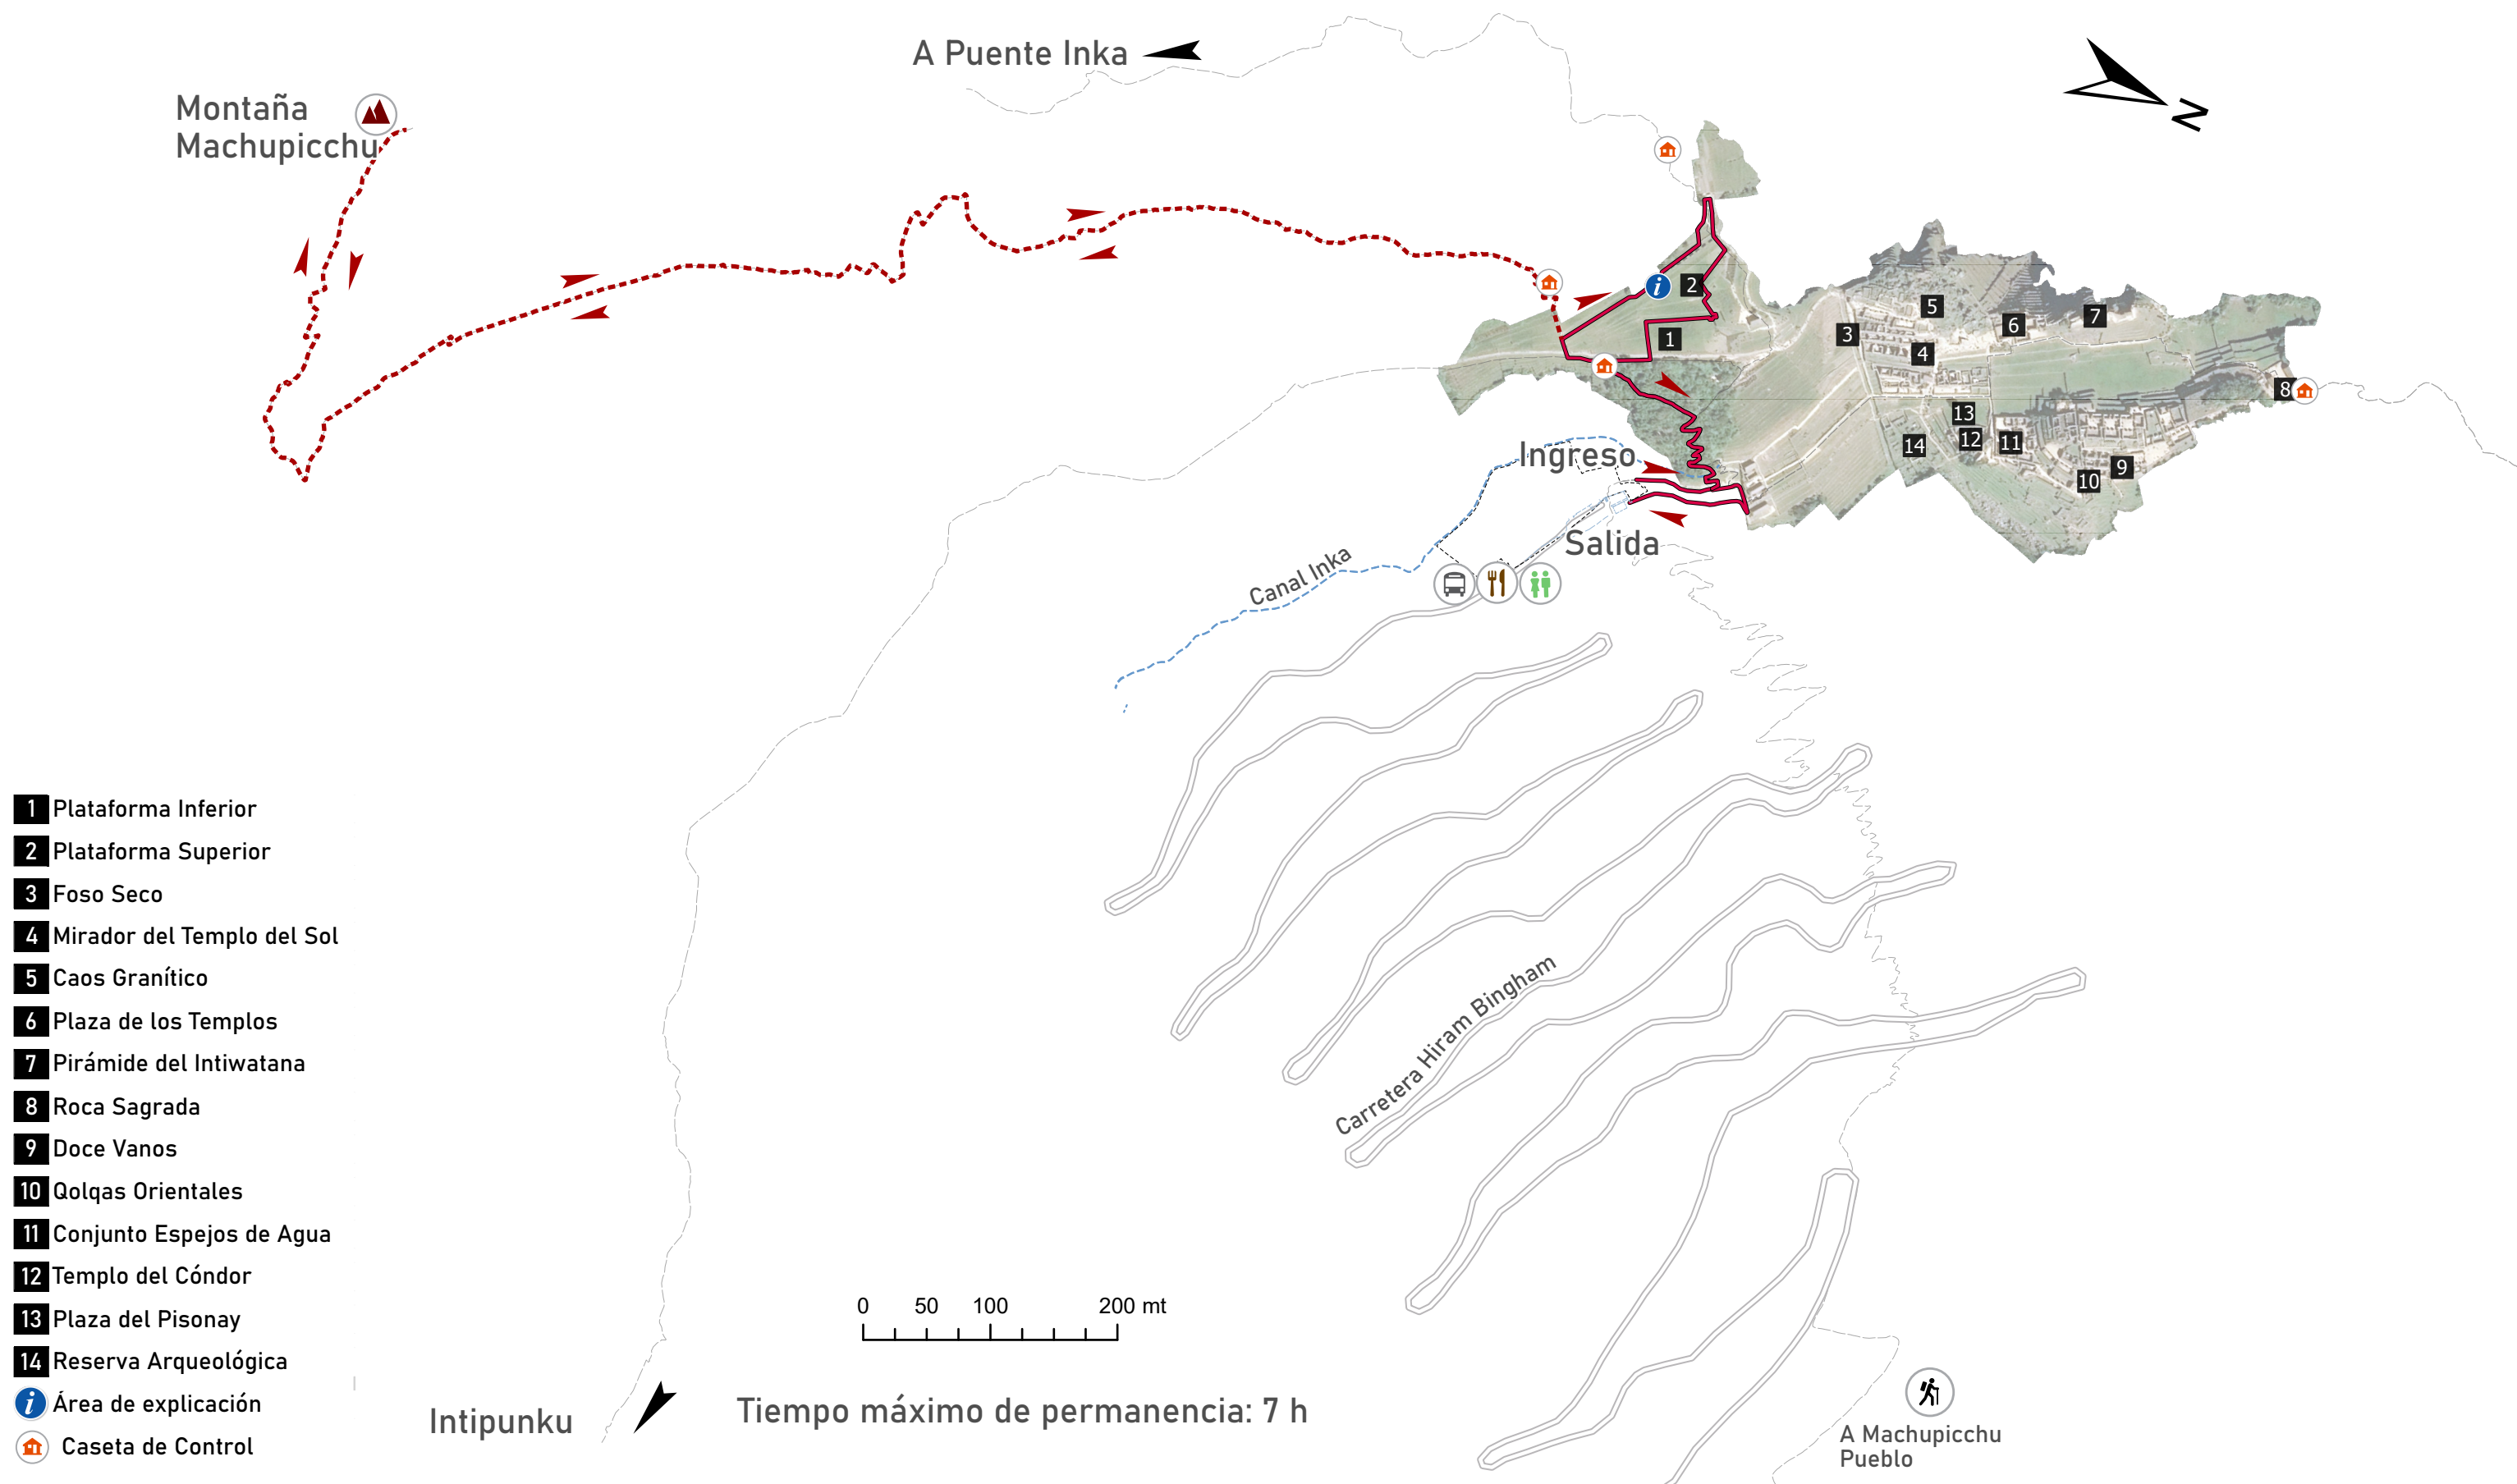 A Puente Inka
Montaña
Machupicchu
N
2
1
3
5
4
6
7
8
13
12
11
14
10
9
Ingreso
Salida
Canal Inka
Carretera Hiram Bingham
1 Plataforma Inferior
2 Plataforma Superior
3 Foso Seco
4 Mirador del Templo del Sol
5 Caos Granítico
6 Plaza de los Templos
7 Pirámide del Intiwatana
8 Roca Sagrada
9 Doce Vanos
10 Qolqas Orientales
11 Conjunto Espejos de Agua
12 Templo del Cóndor
13 Plaza del Pisonay
14 Reserva Arqueológica
i Área de explicación
Caseta de Control
0 50 100 200 mt
Intipunku
Tiempo máximo de permanencia: 7 h
A Machupicchu
Pueblo
i